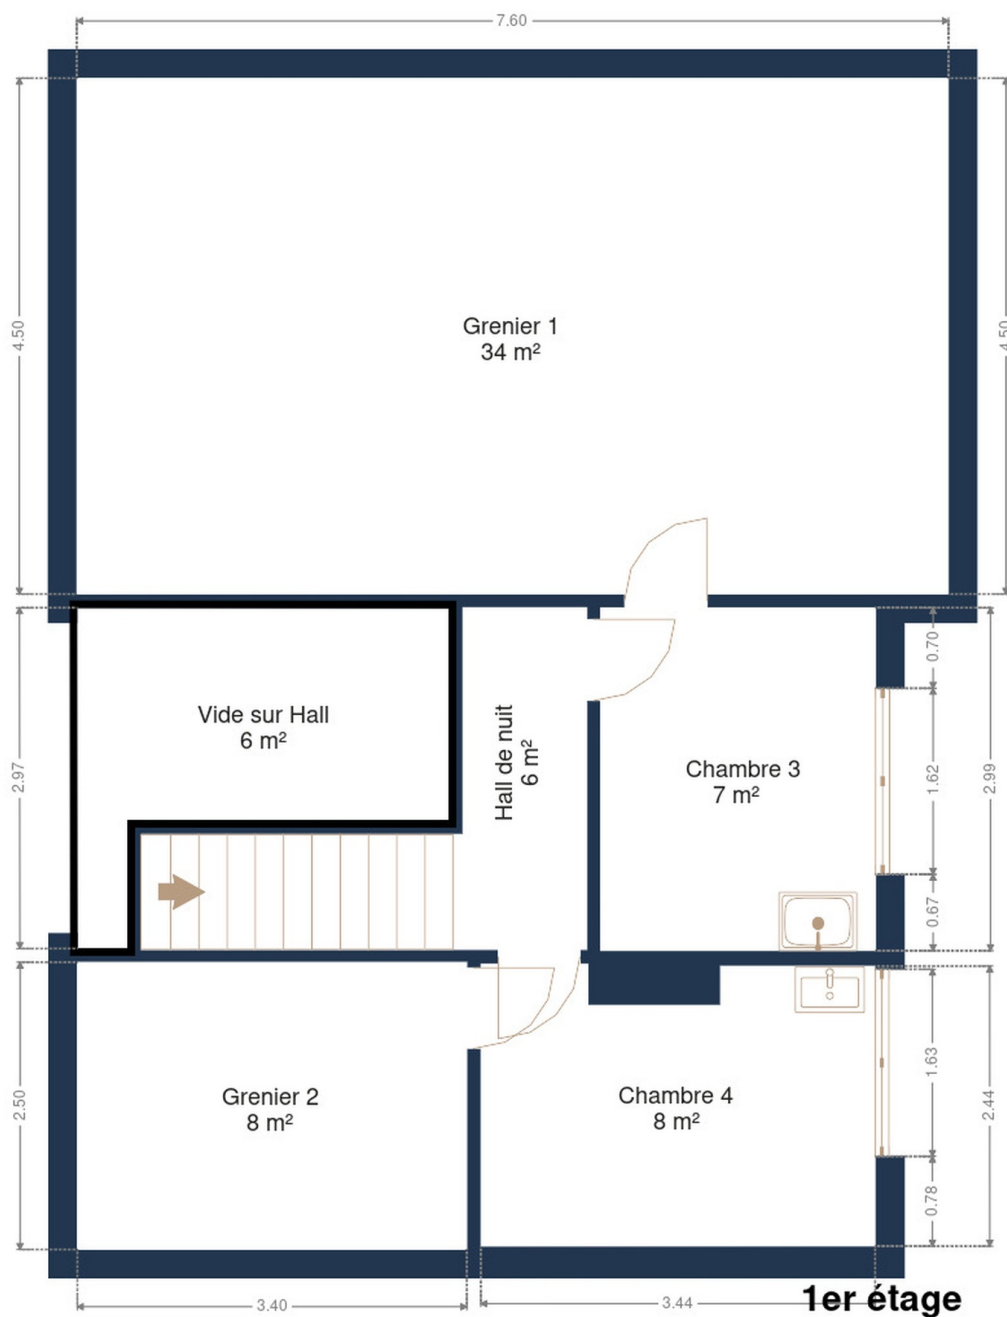 7.60
4.50
4.50
Grenier 1
34 m²
0.70
2.97
Vide sur Hall
6 m²
Hall de nuit
6 m²
Chambre 3
7 m²
1.62
2.99
0.67
2.50
Grenier 2
8 m²
Chambre 4
8 m²
1.63
2.44
0.78
3.40
3.44
1er étage